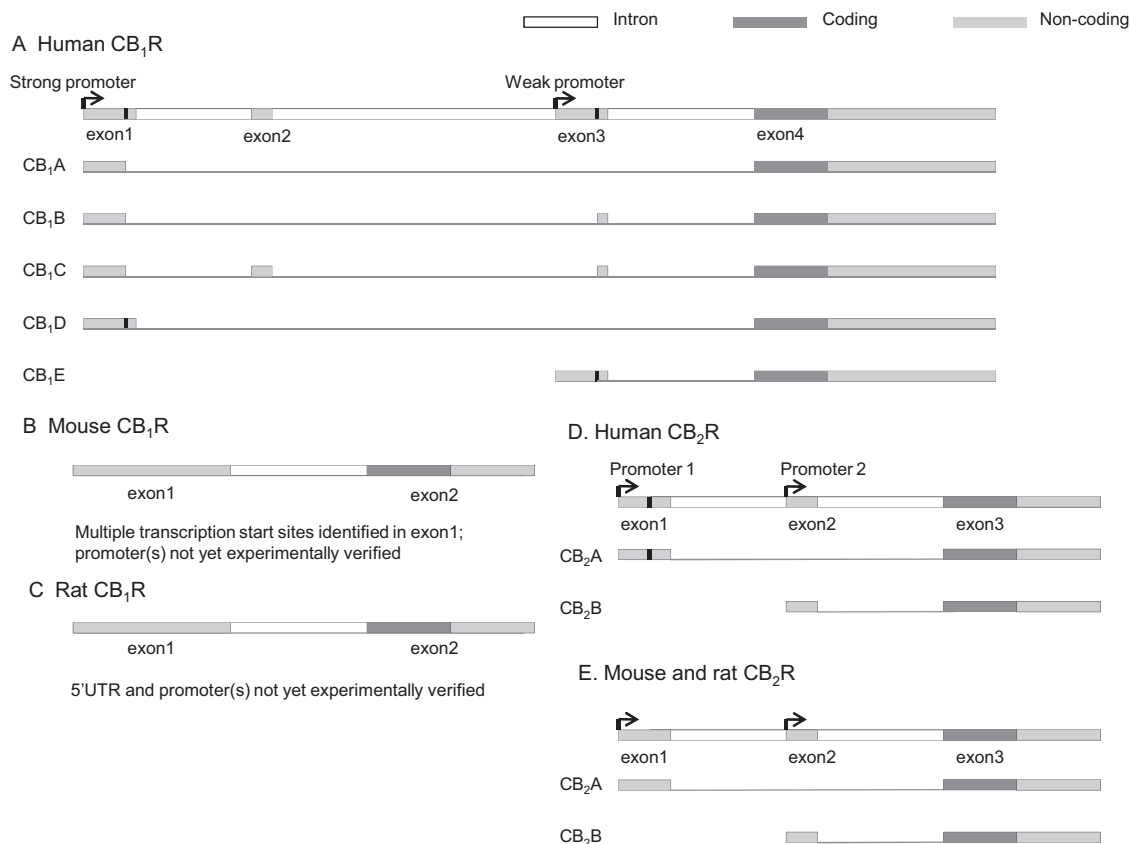 Intron Coding Non-coding
A Human CB₁R
Strong promoter Weak promoter
exon1 exon2 exon3 exon4
CB₁A
CB₁B
CB₁C
CB₁D
CB₁E
B Mouse CB₁R
exon1 exon2
Multiple transcription start sites identified in exon1;
promoter(s) not yet experimentally verified
C Rat CB₁R
exon1 exon2
5'UTR and promoter(s) not yet experimentally verified
D. Human CB₂R
Promoter 1 Promoter 2
exon1 exon2 exon3
CB₂A
CB₂B
E. Mouse and rat CB₂R
exon1 exon2 exon3
CB₂A
CB₂B